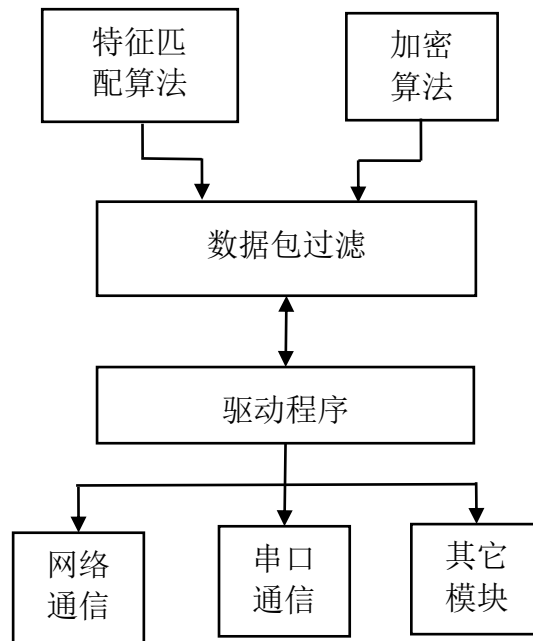 特征匹
配算法
加密
算法
数据包过滤
驱动程序
网络
通信
串口
通信
其它
模块